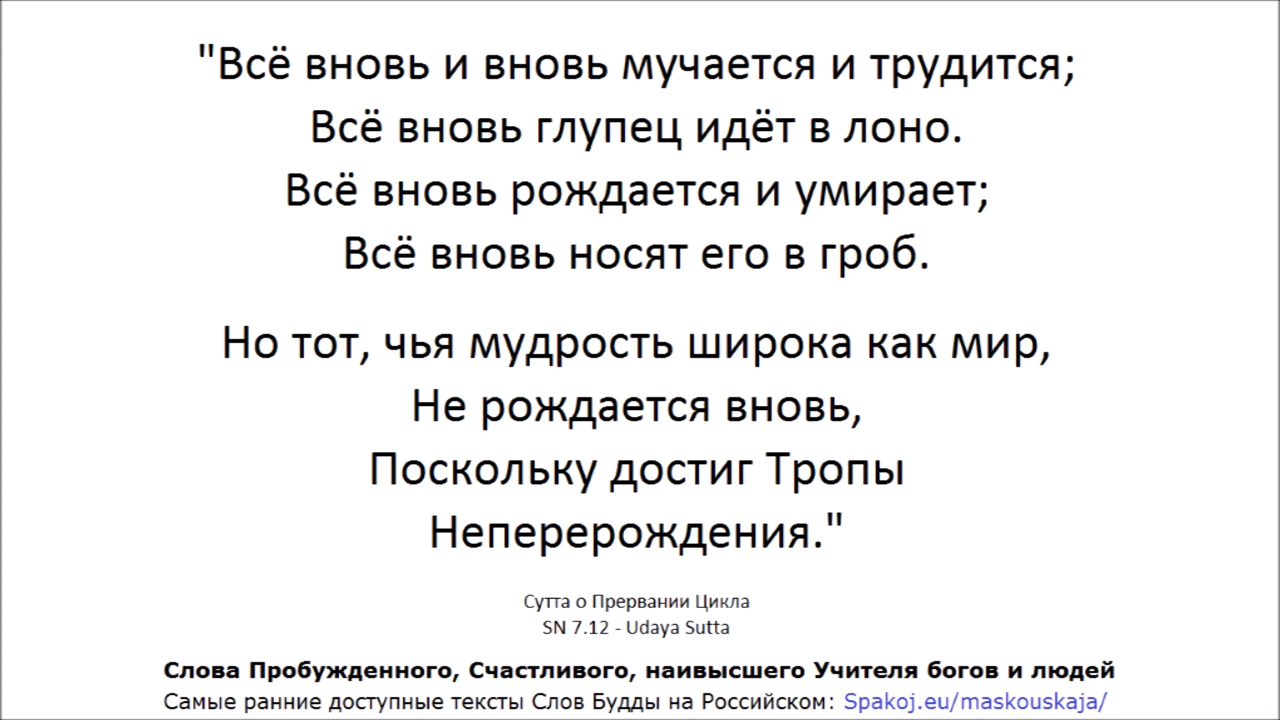 "Всё вновь и вновь мучается и трудится;
Всё вновь глупец идёт в лоно.
Всё вновь рождается и умирает;
Всё вновь носят его в гроб.
Но тот, чья мудрость широка как мир,
Не рождается вновь,
Поскольку достиг Тропы
Неперерождения."
Сутта о Прервании Цикла
SN 7.12 - Udaya Sutta
Слова Пробужденного, Счастливого, наивысшего Учителя богов и людей
Самые ранние доступные тексты Слов Будды на Российском: Spakoj.eu/maskouskaja/